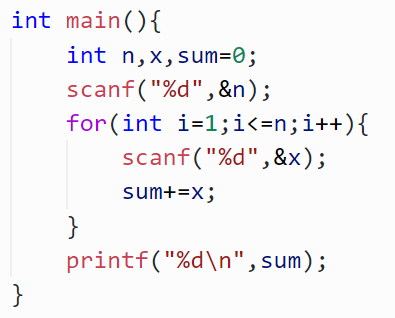 int main(){
    int n,x,sum=0;
    scanf("%d",&n);
    for(int i=1;i<=n;i++){
        scanf("%d",&x);
        sum+=x;
    }
    printf("%d\n",sum);
}